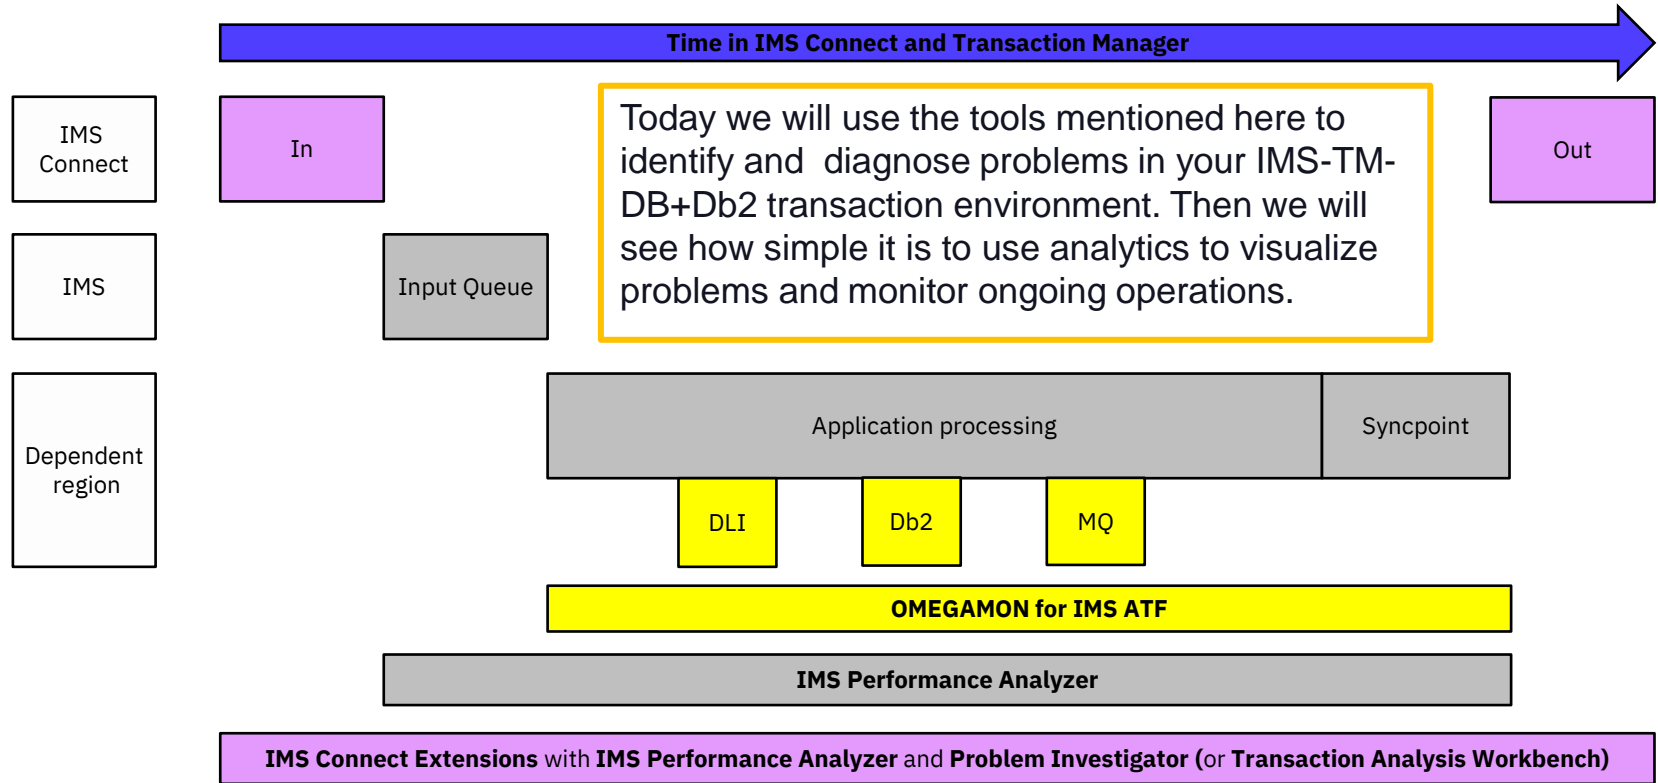 Time in IMS Connect and Transaction Manager
IMS
Connect
In
Today we will use the tools mentioned here to
identify and  diagnose problems in your IMS-TM-
DB+Db2 transaction environment. Then we will
see how simple it is to use analytics to visualize
problems and monitor ongoing operations.
Out
IMS
Input Queue
Dependent
region
Application processing
Syncpoint
DLI
Db2
MQ
OMEGAMON for IMS ATF
IMS Performance Analyzer
IMS Connect Extensions with IMS Performance Analyzer and Problem Investigator (or Transaction Analysis Workbench)